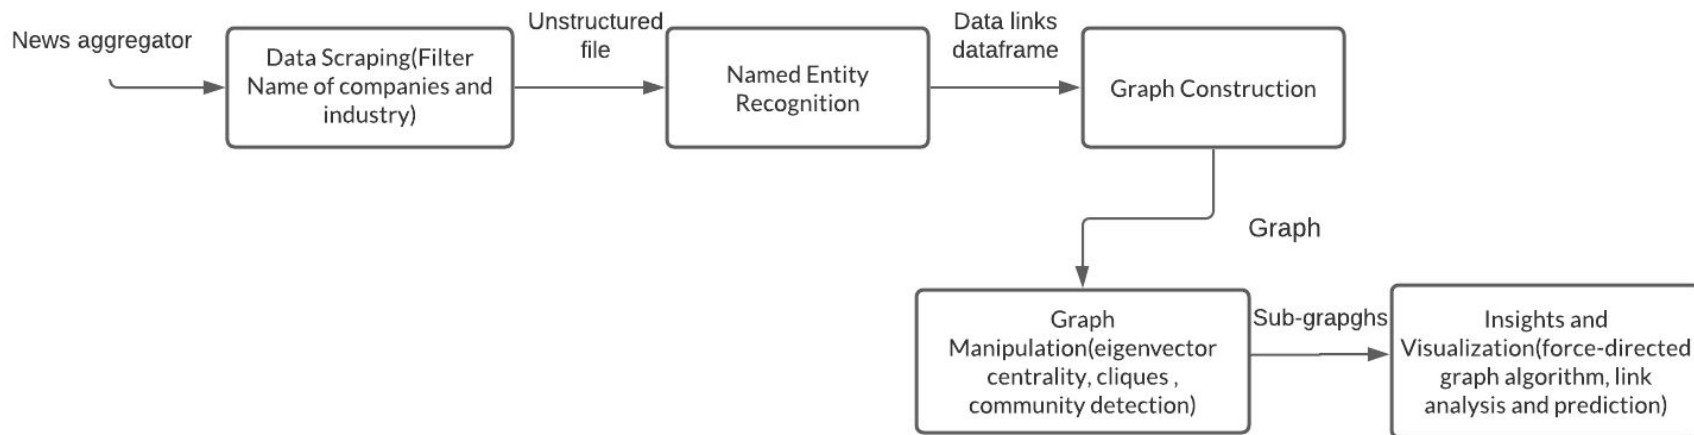 News aggregator
Data Scraping(Filter
Name of companies and
industry)
Unstructured
file
Named Entity
Recognition
Data links
dataframe
Graph Construction
Graph
Graph
Manipulation(eigenvector
centrality, cliques ,
community detection)
Sub-grapghs
Insights and
Visualization(force-directed
graph algorithm, link
analysis and prediction)